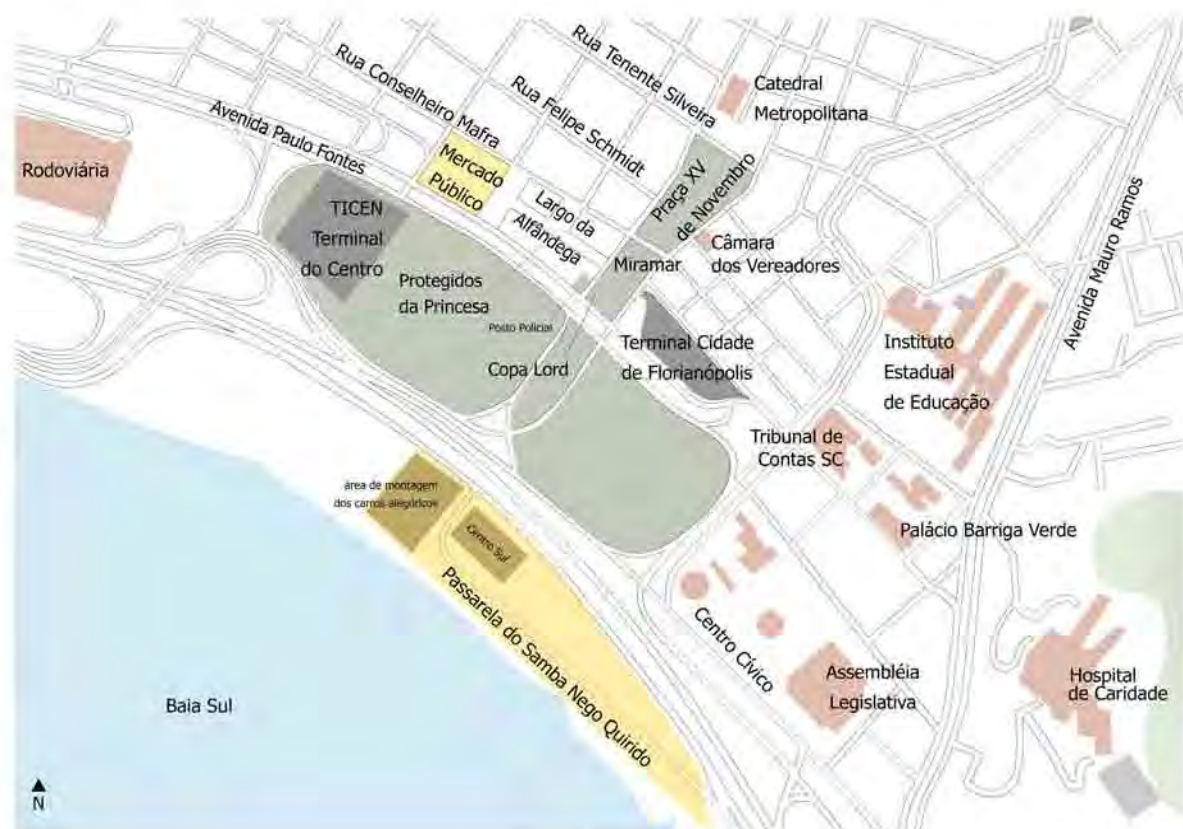 Rua Tenente Silveira
Catedral
Metropolitana
Rua Conselheiro Mafra
Rua Felipe Schmidt
Avenida Paulo Fontes
Rodoviária
Mercado
Público
Praça XV
de Novembro
Largo da
Alfândega
TICEN
Terminal
do Centro
Miramar
Câmara
dos Vereadores
Avenida Mauro Ramos
Protegidos
da Princesa
Posto Policial
Copa Lord
Terminal Cidade
de Florianópolis
Instituto
Estadual
de Educação
Tribunal de
Contas SC
área de montagem
dos carros alegóricos
Centro Sul
Palácio Barriga Verde
Passarela do Samba Nego Quirido
Centro Cívico
Assembléia
Legislativa
Hospital
de Caridade
Baia Sul
N